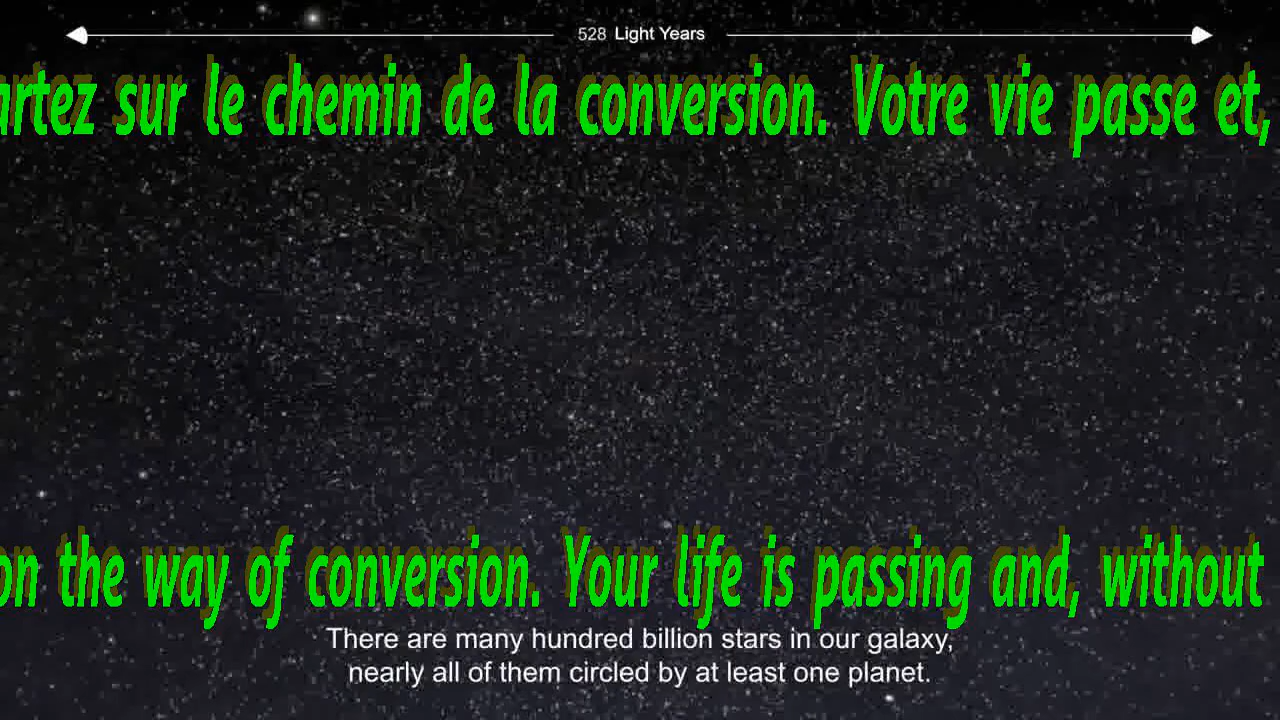 528 Light Years
sur le chemin de la conversion. Votre vie passe et,
on the way of conversion. Your life is passing and, without
There are many hundred billion stars in our galaxy,
nearly all of them circled by at least one planet.